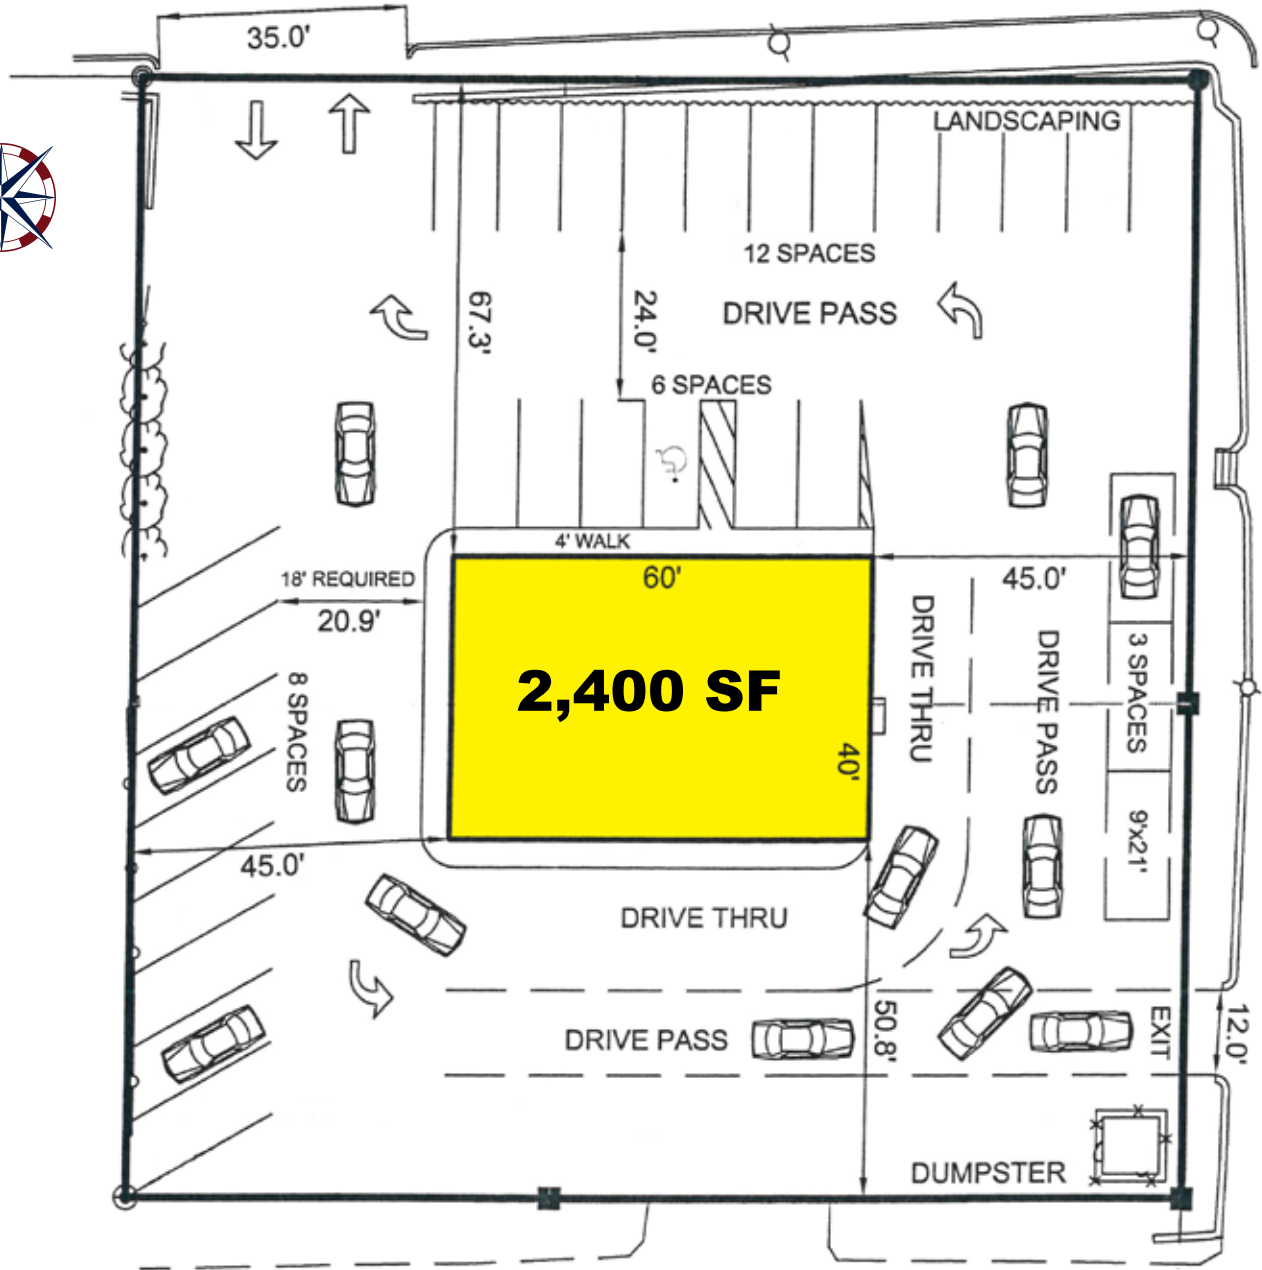 35.0'
LANDSCAPING
12 SPACES
67.3'
24.0'
DRIVE PASS
6 SPACES
4' WALK
60'
45.0'
18' REQUIRED
20.9'
DRIVE THRU
DRIVE PASS
3 SPACES
8 SPACES
2,400 SF
40'
9'x21'
45.0'
DRIVE THRU
50.8'
EXIT
12.0'
DRIVE PASS
DUMPSTER